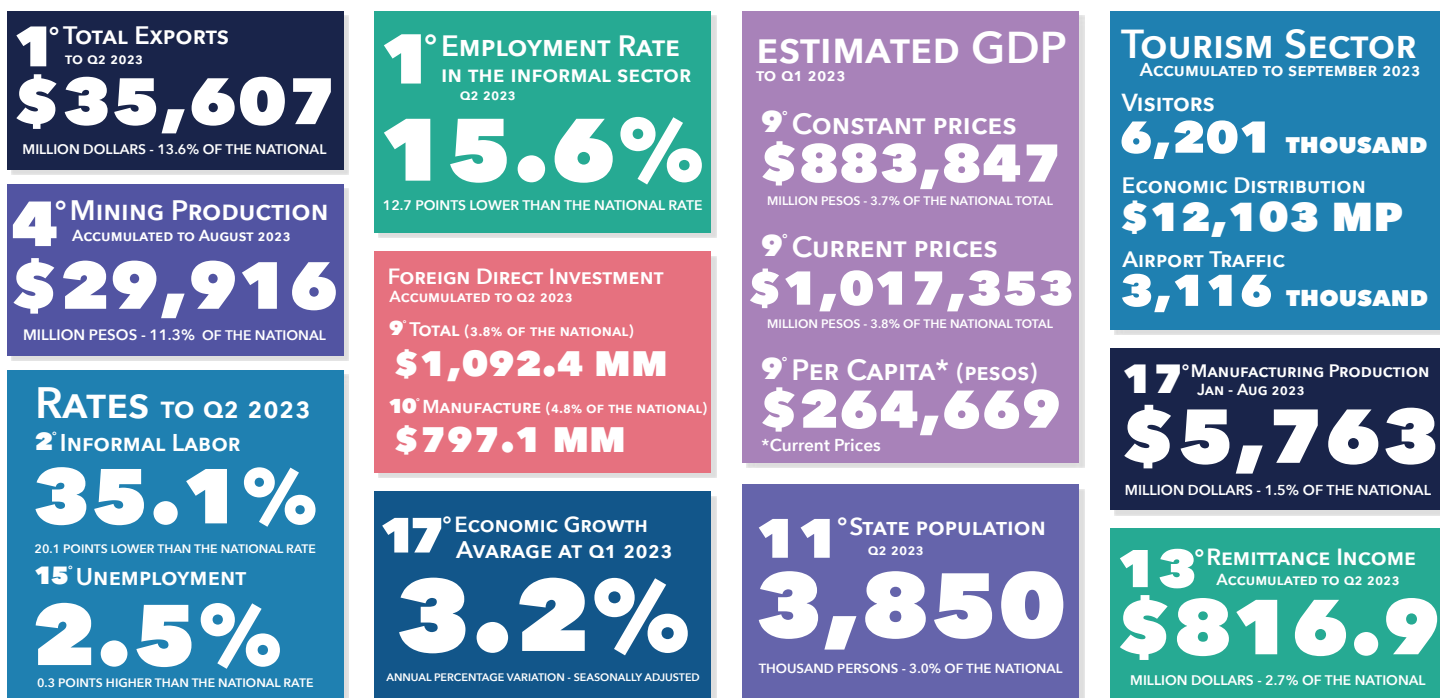 1° Total Exports
to Q2 2023
$35,607
MILLION DOLLARS - 13.6% OF THE NATIONAL
4° Mining Production
Accumulated to August 2023
$29,916
MILLION PESOS - 11.3% OF THE NATIONAL
Rates to Q2 2023
2° Informal Labor
35.1%
20.1 POINTS LOWER THAN THE NATIONAL RATE
15° Unemployment
2.5%
0.3 POINTS HIGHER THAN THE NATIONAL RATE
1° Employment Rate
in the informal sector
Q2 2023
15.6%
12.7 POINTS LOWER THAN THE NATIONAL RATE
Foreign Direct Investment
Accumulated to Q2 2023
9° Total (3.8% of the national)
$1,092.4 MM
10° Manufacture (4.8% of the national)
$797.1 MM
17° Economic Growth
Avarage at Q1 2023
3.2%
ANNUAL PERCENTAGE VARIATION - SEASONALLY ADJUSTED
estimated GDP
to Q1 2023
9° Constant prices
$883,847
MILLION PESOS - 3.7% OF THE NATIONAL TOTAL
9° Current prices
$1,017,353
MILLION PESOS - 3.8% OF THE NATIONAL TOTAL
9° Per Capita* (pesos)
$264,669
*Current Prices
11° State population
Q2 2023
3,850
THOUSAND PERSONS - 3.0% OF THE NATIONAL
Tourism Sector
Accumulated to september 2023
Visitors
6,201 thousand
Economic Distribution
$12,103 MP
Airport Traffic
3,116 thousand
17° Manufacturing Production
Jan - Aug 2023
$5,763
MILLION DOLLARS - 1.5% OF THE NATIONAL
13° Remittance Income
Accumulated to Q2 2023
$816.9
MILLION DOLLARS - 2.7% OF THE NATIONAL